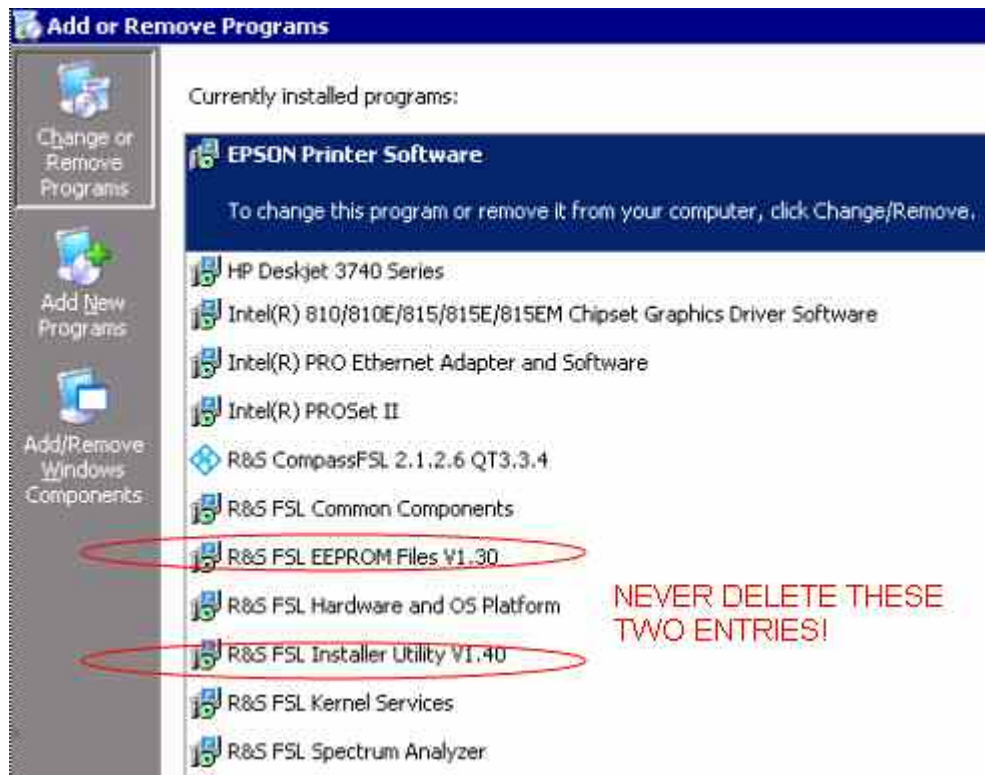 Add or Remove Programs
Change or
Remove
Programs
Add New
Programs
Add/Remove
Windows
Components
Currently installed programs:
EPSON Printer Software
To change this program or remove it from your computer, click Change/Remove.
HP Deskjet 3740 Series
Intel(R) 810/810E/815/815E/815EM Chipset Graphics Driver Software
Intel(R) PRO Ethernet Adapter and Software
Intel(R) PROSet II
R&S CompassFSL 2.1.2.6 QT3.3.4
R&S FSL Common Components
R&S FSL EEPROM Files V1.30
R&S FSL Hardware and OS Platform
R&S FSL Installer Utility V1.40
R&S FSL Kernel Services
R&S FSL Spectrum Analyzer
NEVER DELETE THESE
TWO ENTRIES!